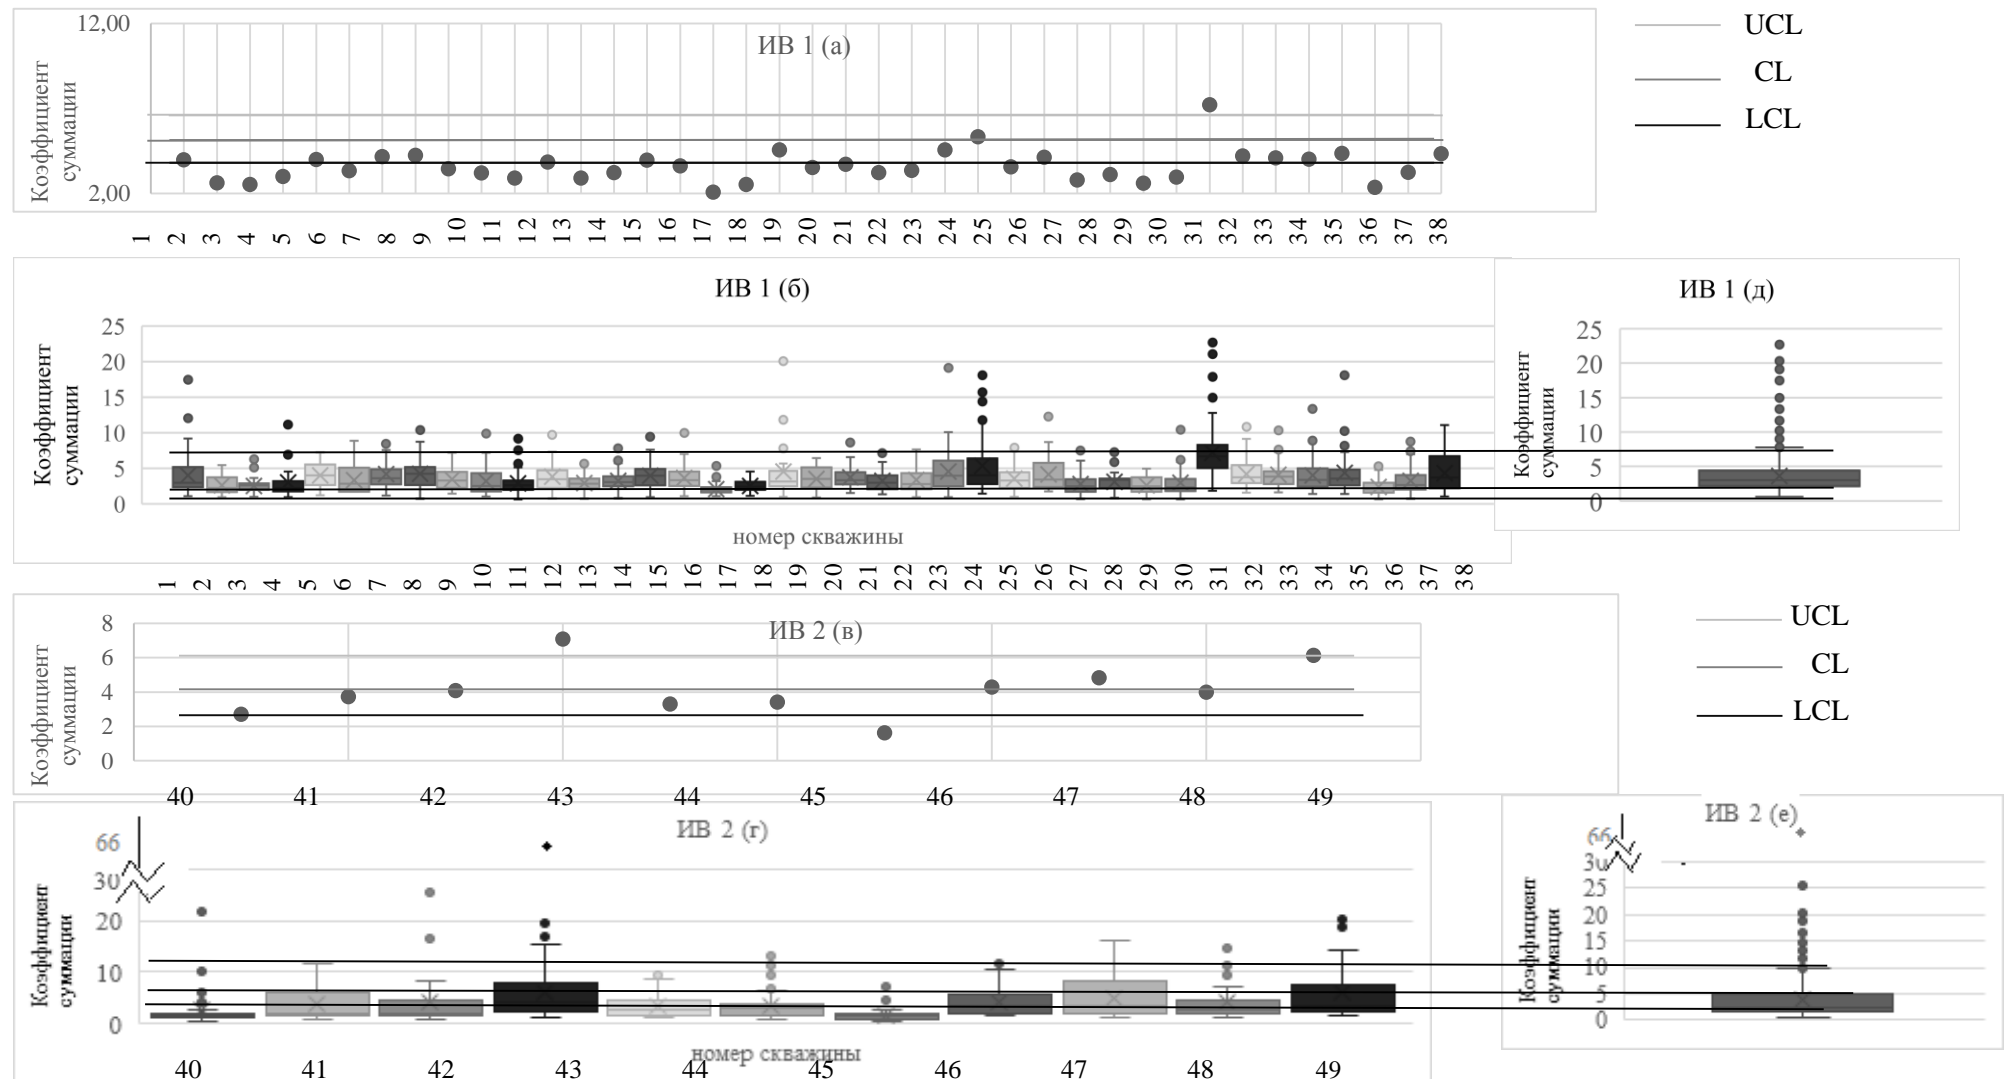 12,00
ИВ 1 (а)
Коэффициент
суммации
2,00
1 2 3 4 5 6 7 8 9 10 11 12 13 14 15 16 17 18 19 20 21 22 23 24 25 26 27 28 29 30 31 32 33 34 35 36 37 38
UCL
CL
LCL
ИВ 1 (б)
Коэффициент
суммации
25
20
15
10
5
0
номер скважины
1 2 3 4 5 6 7 8 9 10 11 12 13 14 15 16 17 18 19 20 21 22 23 24 25 26 27 28 29 30 31 32 33 34 35 36 37 38
ИВ 1 (д)
Коэффициент
суммации
25
20
15
10
5
0
ИВ 2 (в)
Коэффициент
суммации
8
6
4
2
0
40 41 42 43 44 45 46 47 48 49
UCL
CL
LCL
ИВ 2 (г)
Коэффициент
суммации
66
30
20
10
0
номер скважины
40 41 42 43 44 45 46 47 48 49
ИВ 2 (е)
Коэффициент
суммации
66
30
25
20
15
10
5
0